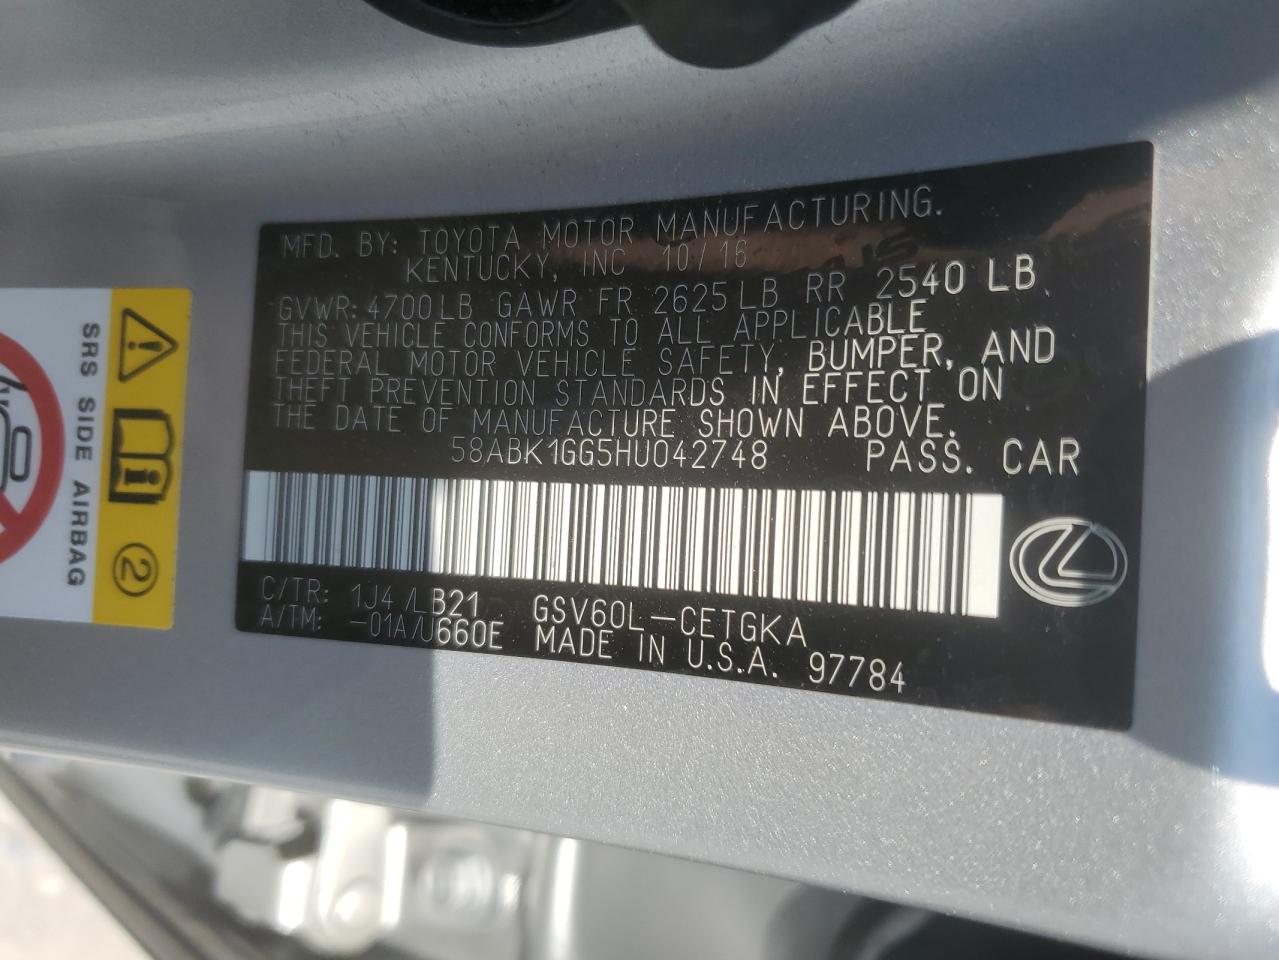 MFD. BY: TOYOTA MOTOR MANUFACTURING.
KENTUCKY, INC 10/16
GVWR: 4700 LB GAWR FR 2625 LB RR 2540 LB
THIS VEHICLE CONFORMS TO ALL APPLICABLE
FEDERAL MOTOR VEHICLE SAFETY, BUMPER, AND
THEFT PREVENTION STANDARDS IN EFFECT ON
THE DATE OF MANUFACTURE SHOWN ABOVE.
58ABK1GG5HU042748 PASS. CAR
C/TR: 1J4/LB21 GSV60L-CETGKA
A/TM: -01A/U660E MADE IN U.S.A. 97784
SRS SIDE AIRBAG
2